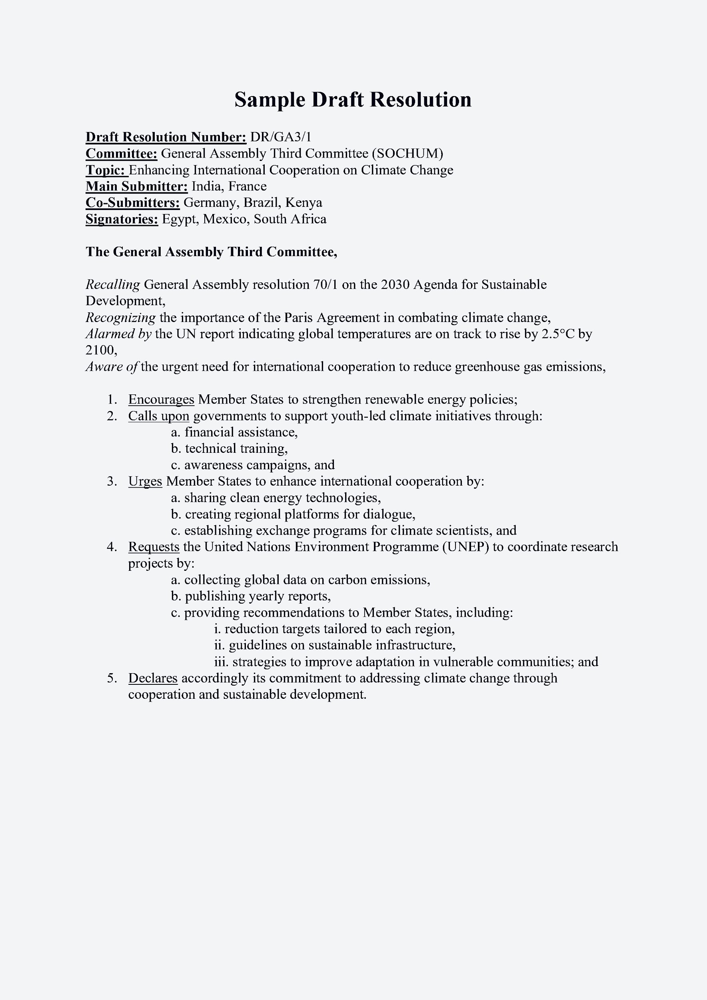 Sample Draft Resolution
Draft Resolution Number: DR/GA3/1
Committee: General Assembly Third Committee (SOCHUM)
Topic: Enhancing International Cooperation on Climate Change
Main Submitter: India, France
Co-Submitters: Germany, Brazil, Kenya
Signatories: Egypt, Mexico, South Africa
The General Assembly Third Committee,
Recalling General Assembly resolution 70/1 on the 2030 Agenda for Sustainable
Development,
Recognizing the importance of the Paris Agreement in combating climate change,
Alarmed by the UN report indicating global temperatures are on track to rise by 2.5°C by
2100,
Aware of the urgent need for international cooperation to reduce greenhouse gas emissions,
1. Encourages Member States to strengthen renewable energy policies;
2. Calls upon governments to support youth-led climate initiatives through:
a. financial assistance,
b. technical training,
c. awareness campaigns, and
3. Urges Member States to enhance international cooperation by:
a. sharing clean energy technologies,
b. creating regional platforms for dialogue,
c. establishing exchange programs for climate scientists, and
4. Requests the United Nations Environment Programme (UNEP) to coordinate research
projects by:
a. collecting global data on carbon emissions,
b. publishing yearly reports,
c. providing recommendations to Member States, including:
i. reduction targets tailored to each region,
ii. guidelines on sustainable infrastructure,
iii. strategies to improve adaptation in vulnerable communities; and
5. Declares accordingly its commitment to addressing climate change through
cooperation and sustainable development.